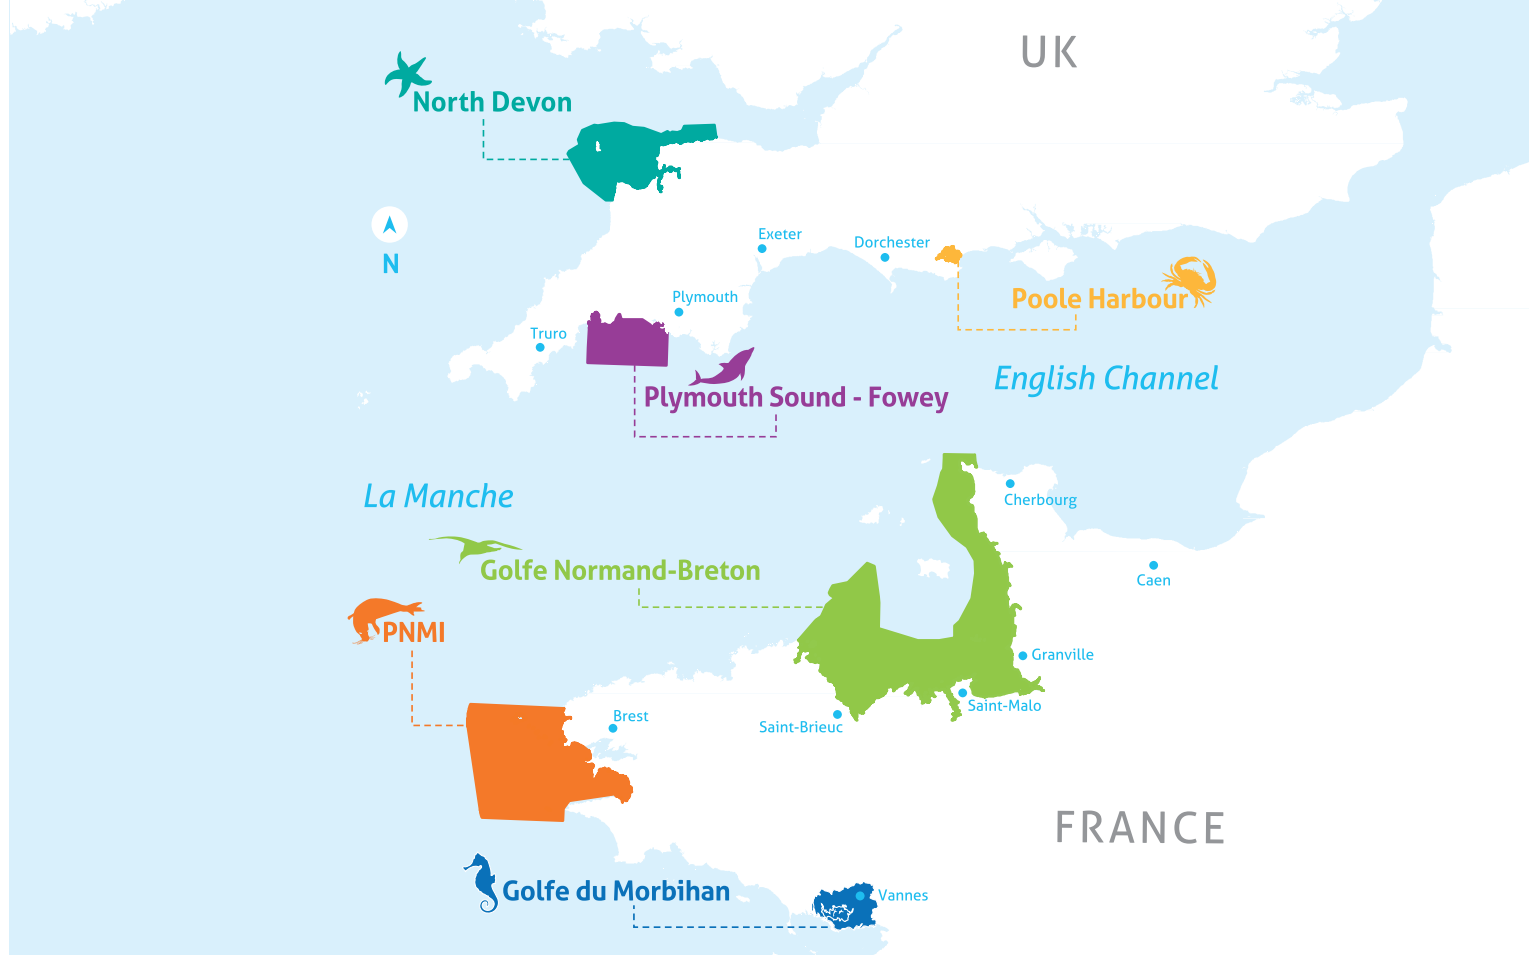 UK
North Devon
Exeter
Dorchester
N
Plymouth
Poole Harbour
Truro
English Channel
Plymouth Sound - Fowey
La Manche
Cherbourg
Golfe Normand-Breton
Caen
PNMI
Granville
Saint-Malo
Brest
Saint-Brieuc
FRANCE
Golfe du Morbihan
Vannes